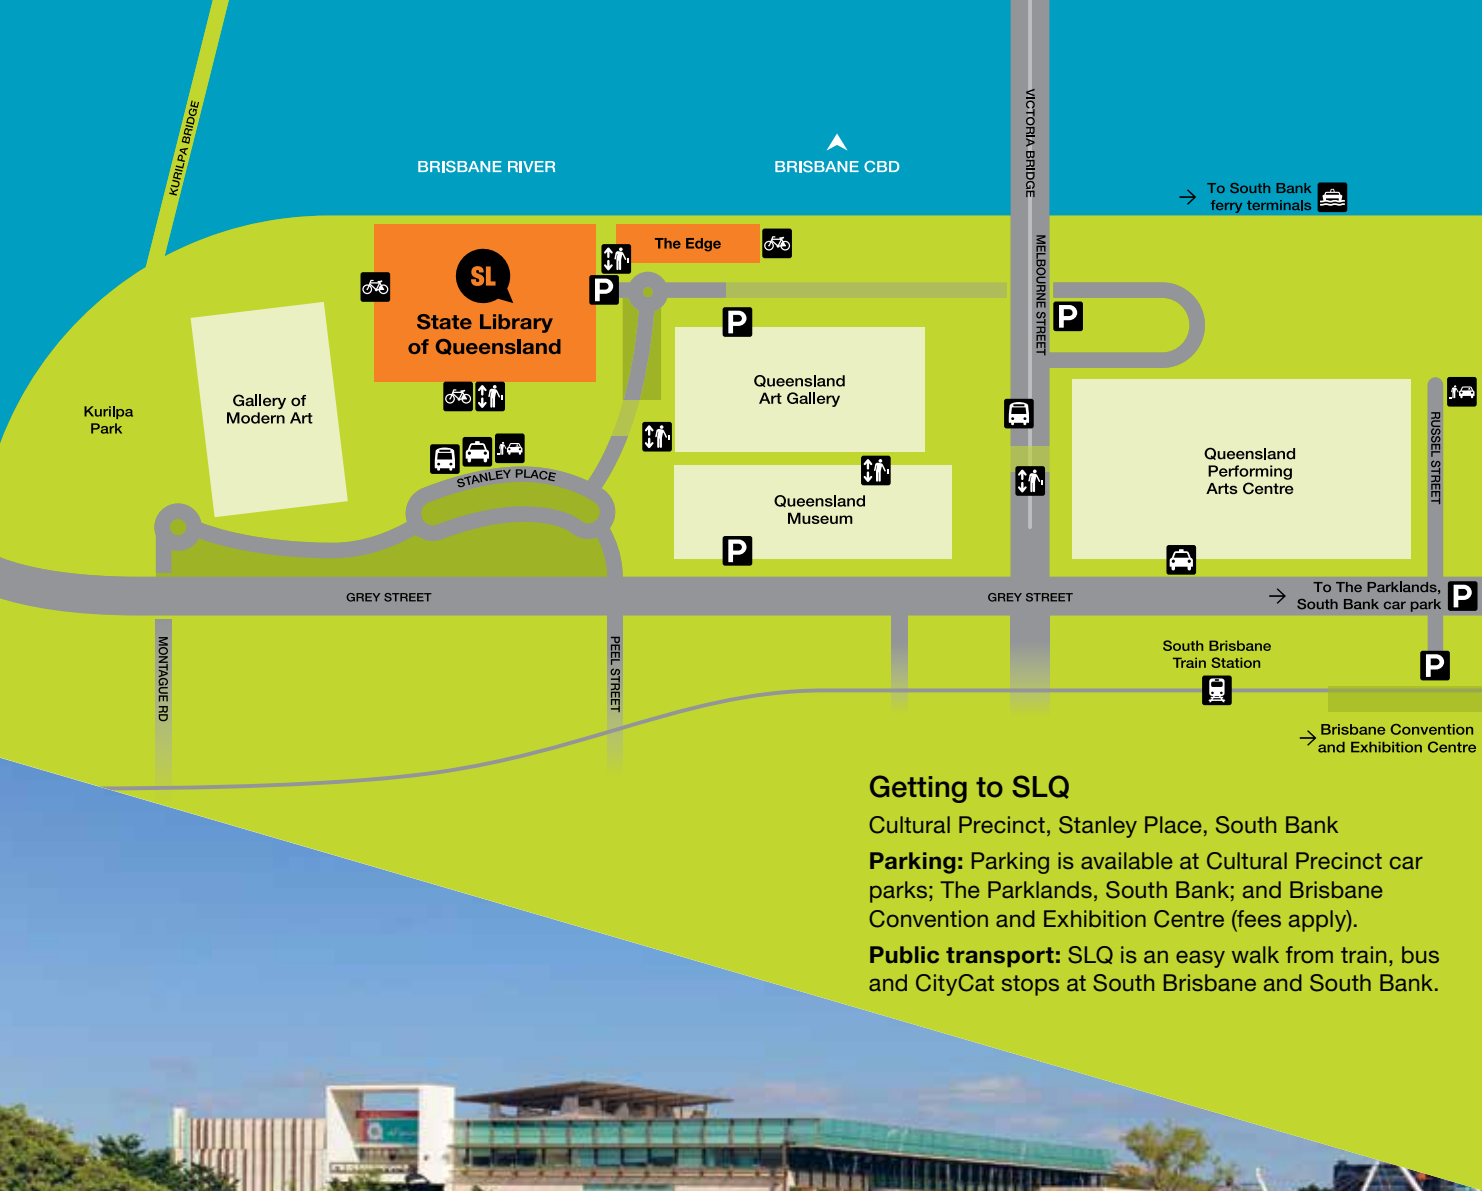 KURILPA BRIDGE
BRISBANE RIVER
BRISBANE CBD
VICTORIA BRIDGE
To South Bank
ferry terminals
MELBOURNE STREET
The Edge
SL
State Library
of Queensland
P
P
P
Gallery of
Modern Art
Kurilpa
Park
Queensland
Art Gallery
STANLEY PLACE
Queensland
Museum
P
Queensland
Performing
Arts Centre
RUSSEL STREET
GREY STREET
GREY STREET
To The Parklands,
South Bank car park
P
MONTAGUE RD
PEEL STREET
South Brisbane
Train Station
P
Brisbane Convention
and Exhibition Centre
Getting to SLQ
Cultural Precinct, Stanley Place, South Bank
Parking: Parking is available at Cultural Precinct car
parks; The Parklands, South Bank; and Brisbane
Convention and Exhibition Centre (fees apply).
Public transport: SLQ is an easy walk from train, bus
and CityCat stops at South Brisbane and South Bank.